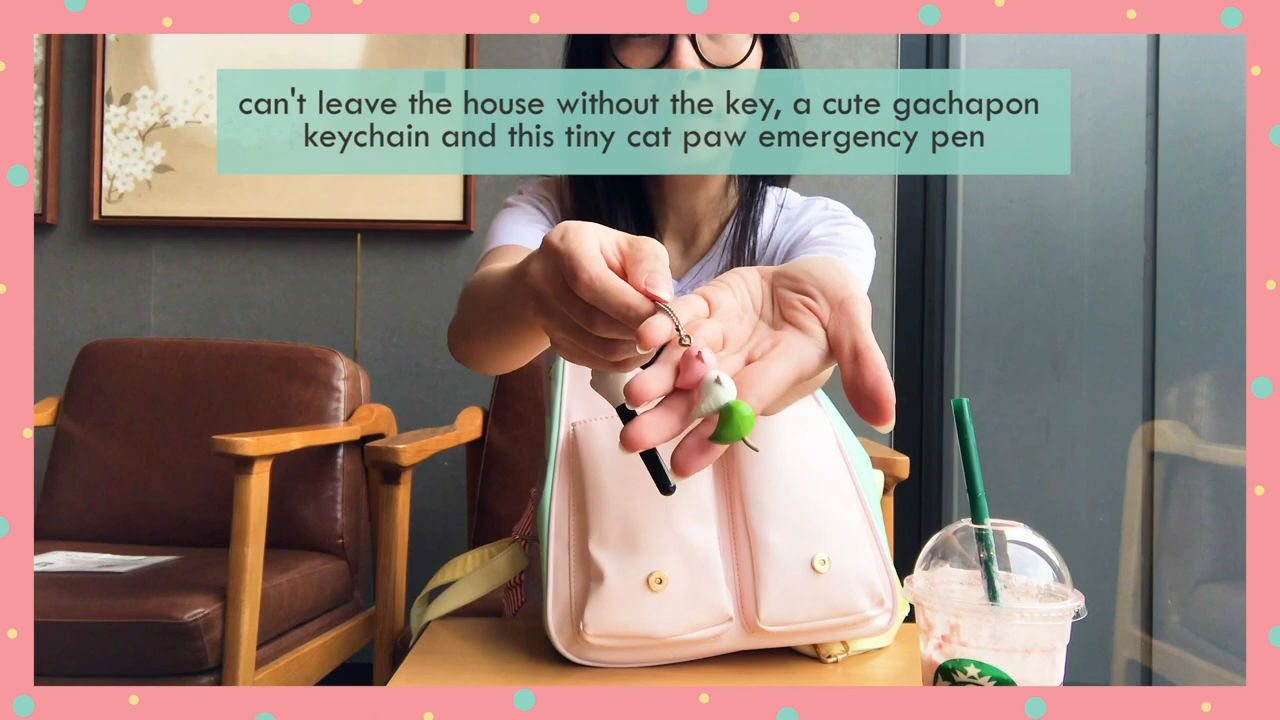 can't leave the house without the key, a cute gachapon
keychain and this tiny cat paw emergency pen